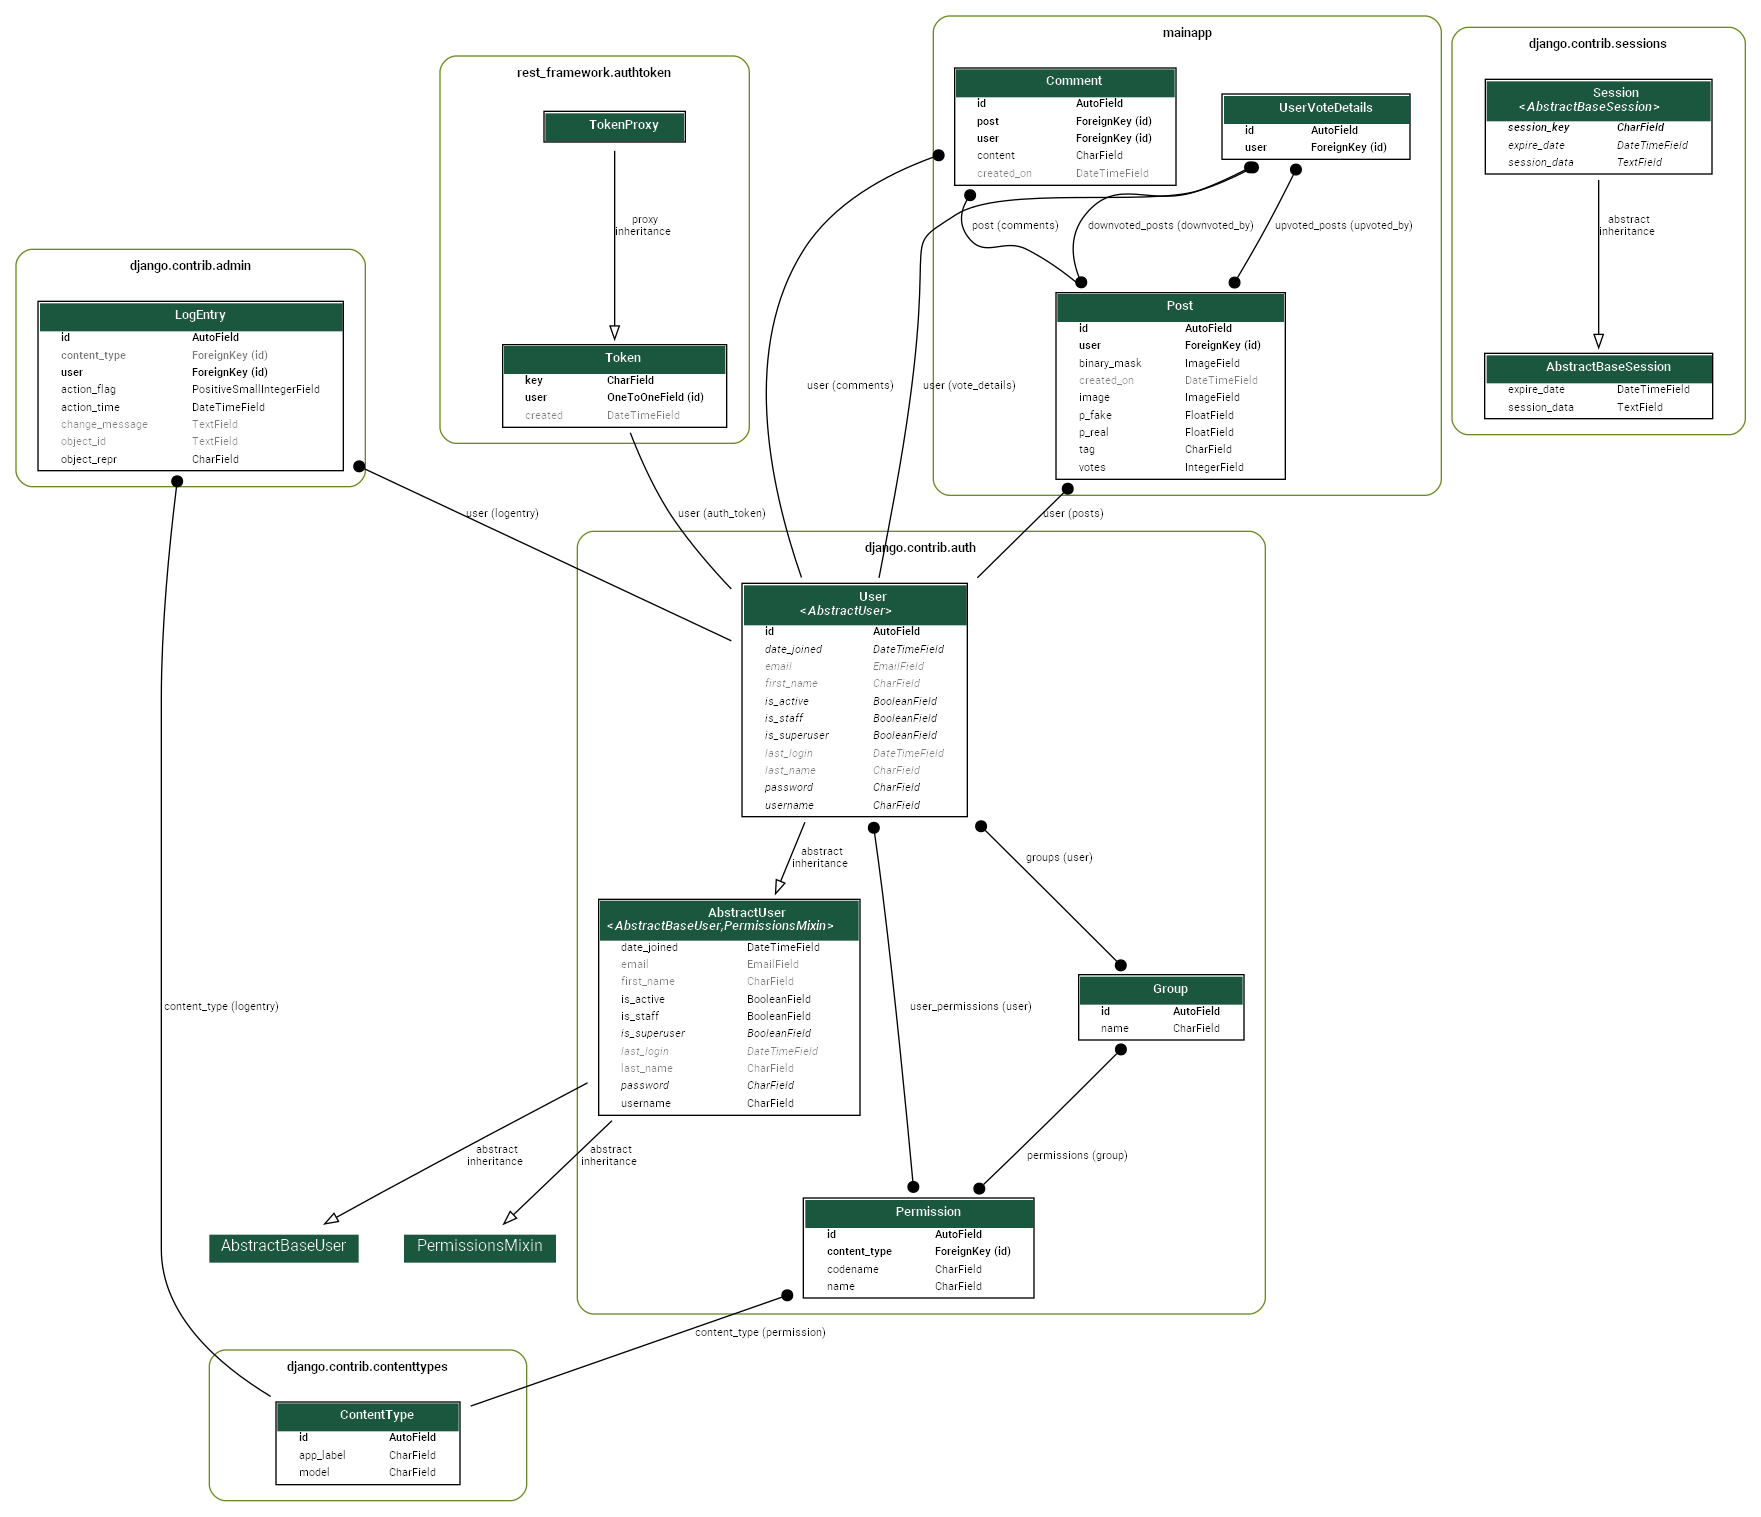 mainapp
Comment
id AutoField
post ForeignKey (id)
user ForeignKey (id)
content CharField
created_on DateTimeField
UserVoteDetails
id AutoField
user ForeignKey (id)
post (comments)
downvoted_posts (downvoted_by)
upvoted_posts (upvoted_by)
Post
id AutoField
user ForeignKey (id)
binary_mask ImageField
created_on DateTimeField
image ImageField
p_fake FloatField
p_real FloatField
tag CharField
votes IntegerField
django.contrib.sessions
Session
<AbstractBaseSession>
session_key CharField
expire_date DateTimeField
session_data TextField
abstract
inheritance
AbstractBaseSession
expire_date DateTimeField
session_data TextField
rest_framework.authtoken
TokenProxy
proxy
inheritance
Token
key CharField
user OneToOneField (id)
created DateTimeField
django.contrib.admin
LogEntry
id AutoField
content_type ForeignKey (id)
user ForeignKey (id)
action_flag PositiveSmallIntegerField
action_time DateTimeField
change_message TextField
object_id TextField
object_repr CharField
user (comments)
user (vote_details)
user (logentry)
user (auth_token)
user (posts)
django.contrib.auth
User
<AbstractUser>
id AutoField
date_joined DateTimeField
email EmailField
first_name CharField
is_active BooleanField
is_staff BooleanField
is_superuser BooleanField
last_login DateTimeField
last_name CharField
password CharField
username CharField
abstract
inheritance
groups (user)
AbstractUser
<AbstractBaseUser,PermissionsMixin>
date_joined DateTimeField
email EmailField
first_name CharField
is_active BooleanField
is_staff BooleanField
is_superuser BooleanField
last_login DateTimeField
last_name CharField
password CharField
username CharField
content_type (logentry)
user_permissions (user)
Group
id AutoField
name CharField
abstract
inheritance
abstract
inheritance
permissions (group)
AbstractBaseUser
PermissionsMixin
Permission
id AutoField
content_type ForeignKey (id)
codename CharField
name CharField
content_type (permission)
django.contrib.contenttypes
ContentType
id AutoField
app_label CharField
model CharField